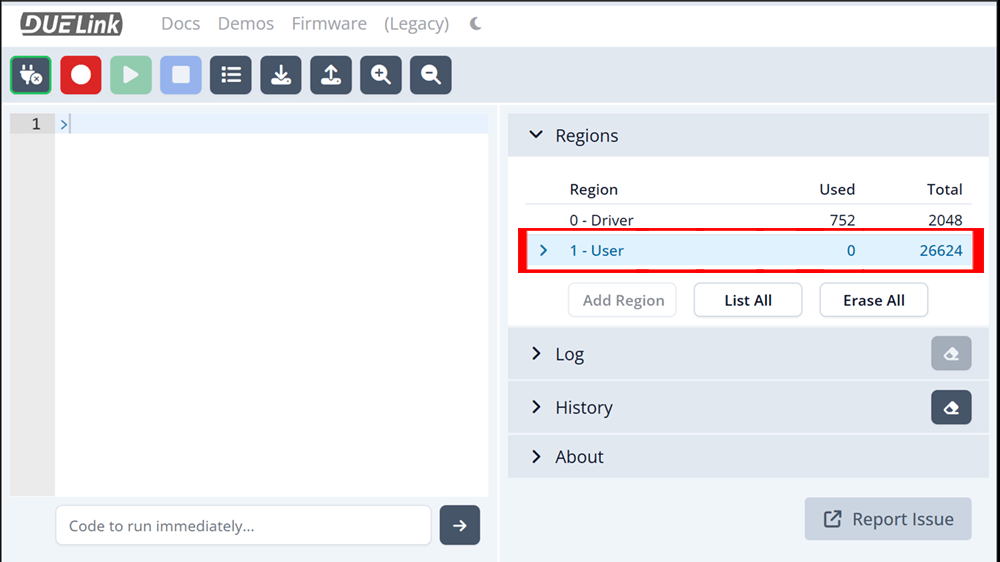 DUELink Docs Demos Firmware (Legacy)
1 >
Regions
Region Used Total
0 - Driver 752 2048
1 - User 0 26624
Add Region List All Erase All
Log
History
About
Code to run immediately...
Report Issue